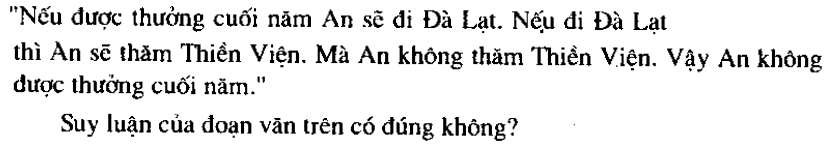 "Nếu được thưởng cuối năm An sẽ đi Đà Lạt. Nếu đi Đà Lạt
thì An sẽ thăm Thiền Viện. Mà An không thăm Thiền Viện. Vậy An không
được thưởng cuối năm."
Suy luận của đoạn văn trên có đúng không?